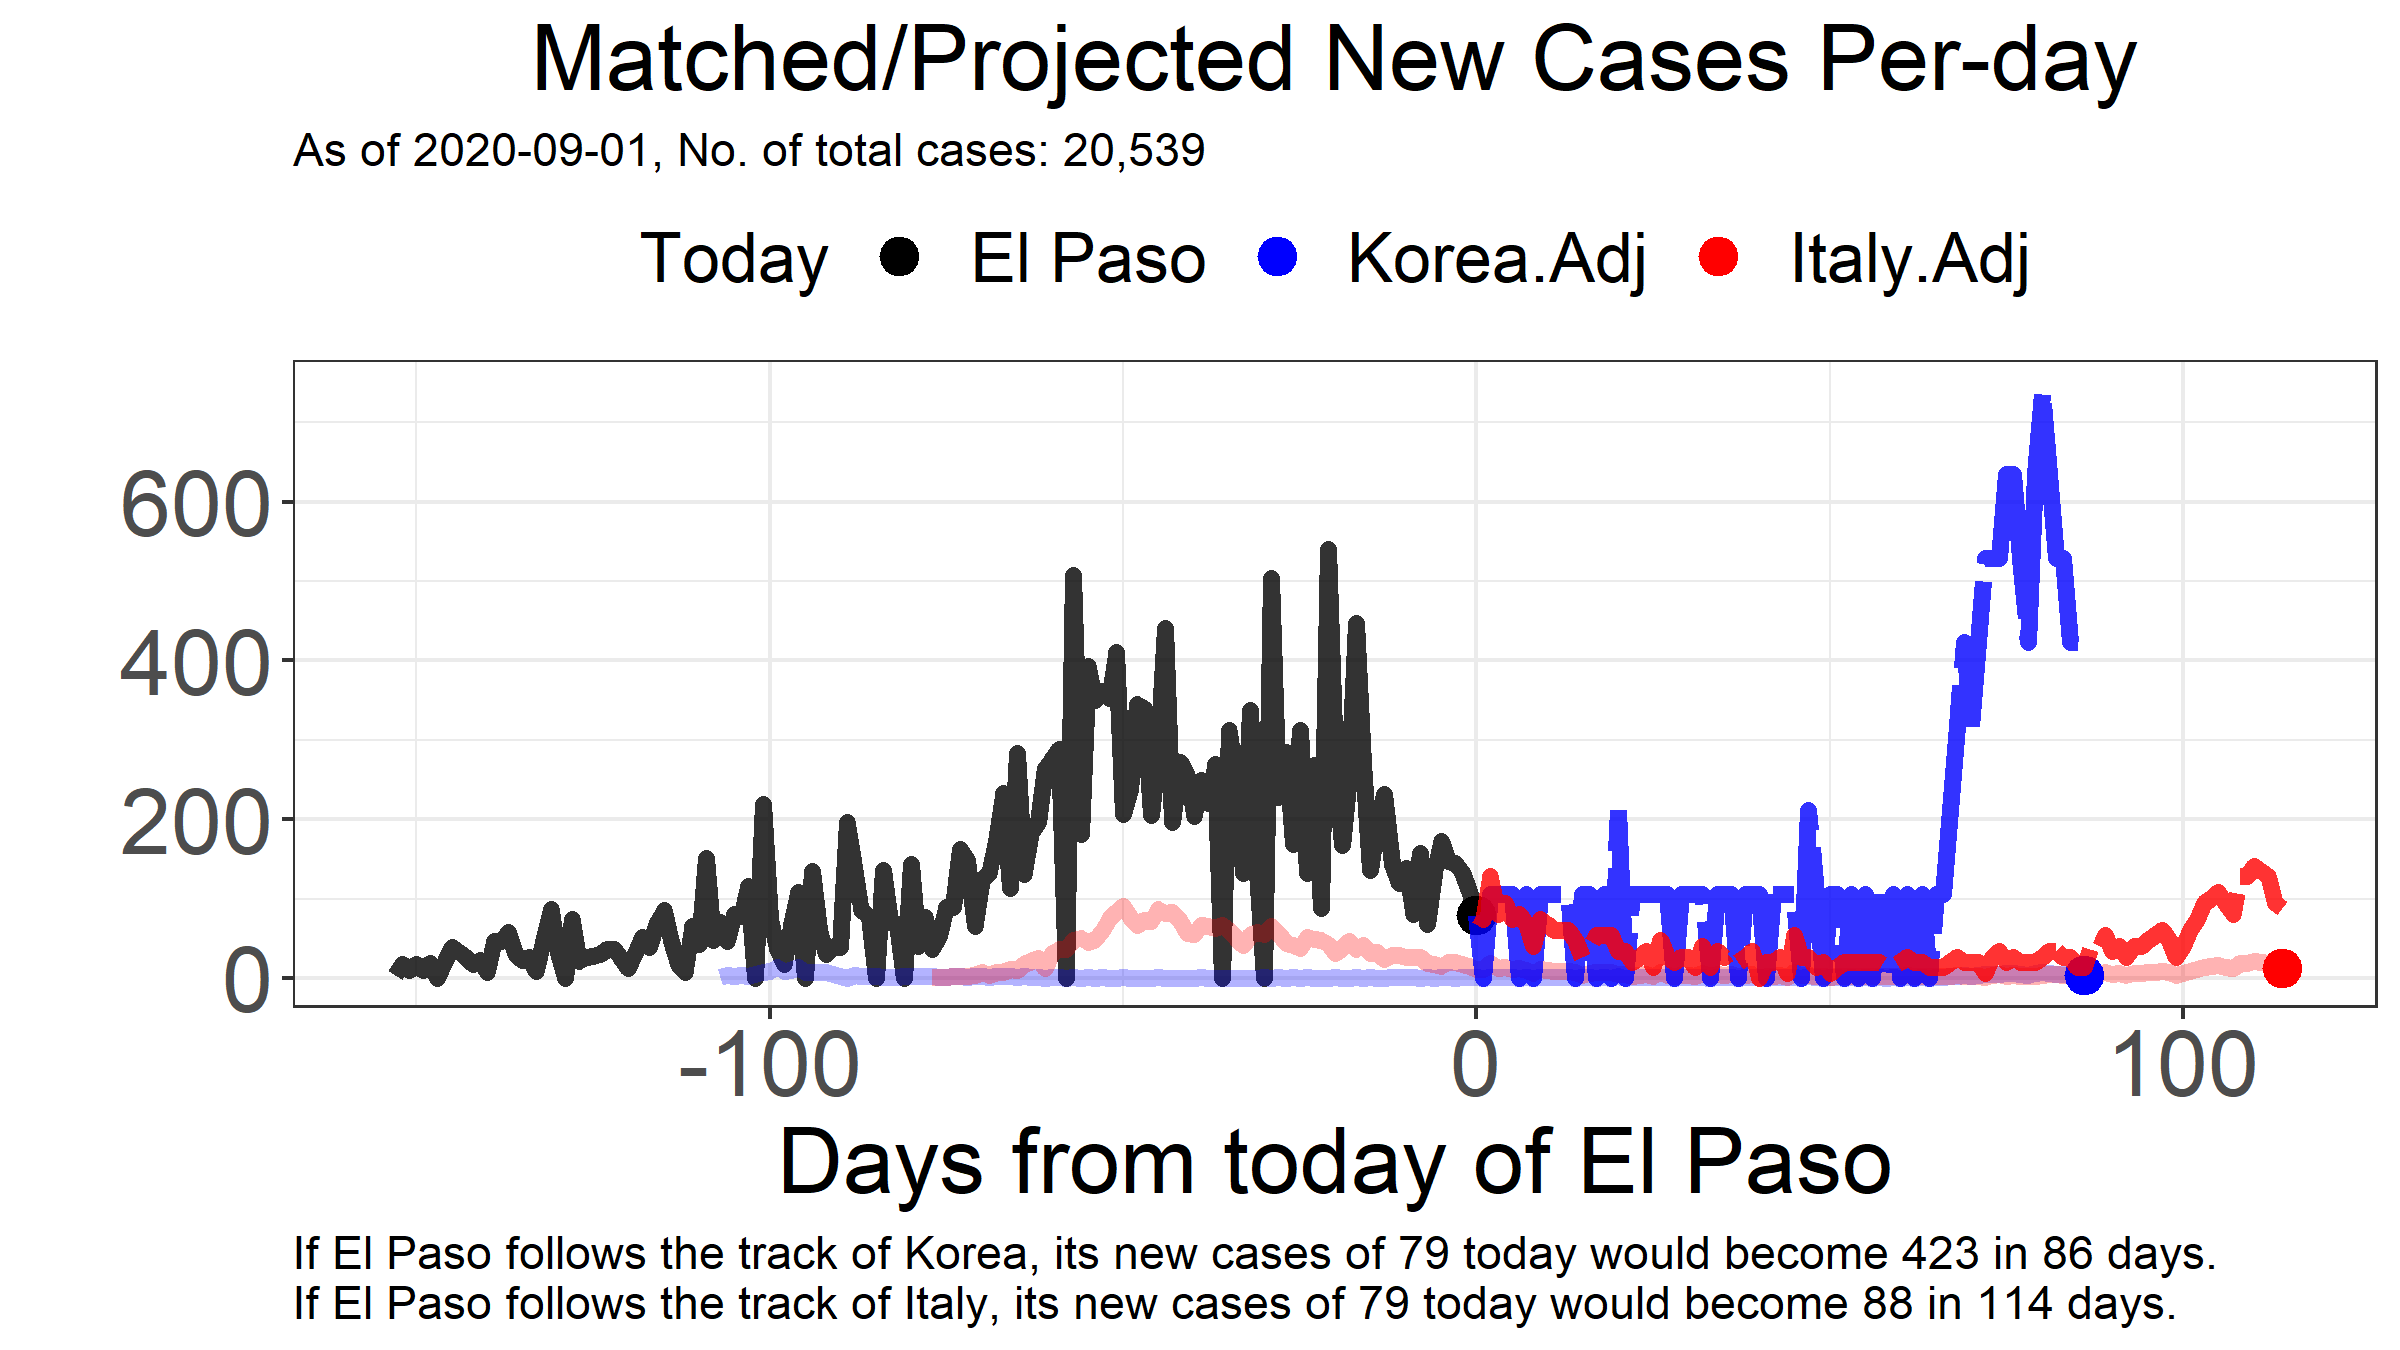 Matched/Projected New Cases Per-day
As of 2020-09-01, No. of total cases: 20,539
Today El Paso Korea.Adj Italy.Adj
600
400
200
0
-100 0 100
Days from today of El Paso
If El Paso follows the track of Korea, its new cases of 79 today would become 423 in 86 days.
If El Paso follows the track of Italy, its new cases of 79 today would become 88 in 114 days.